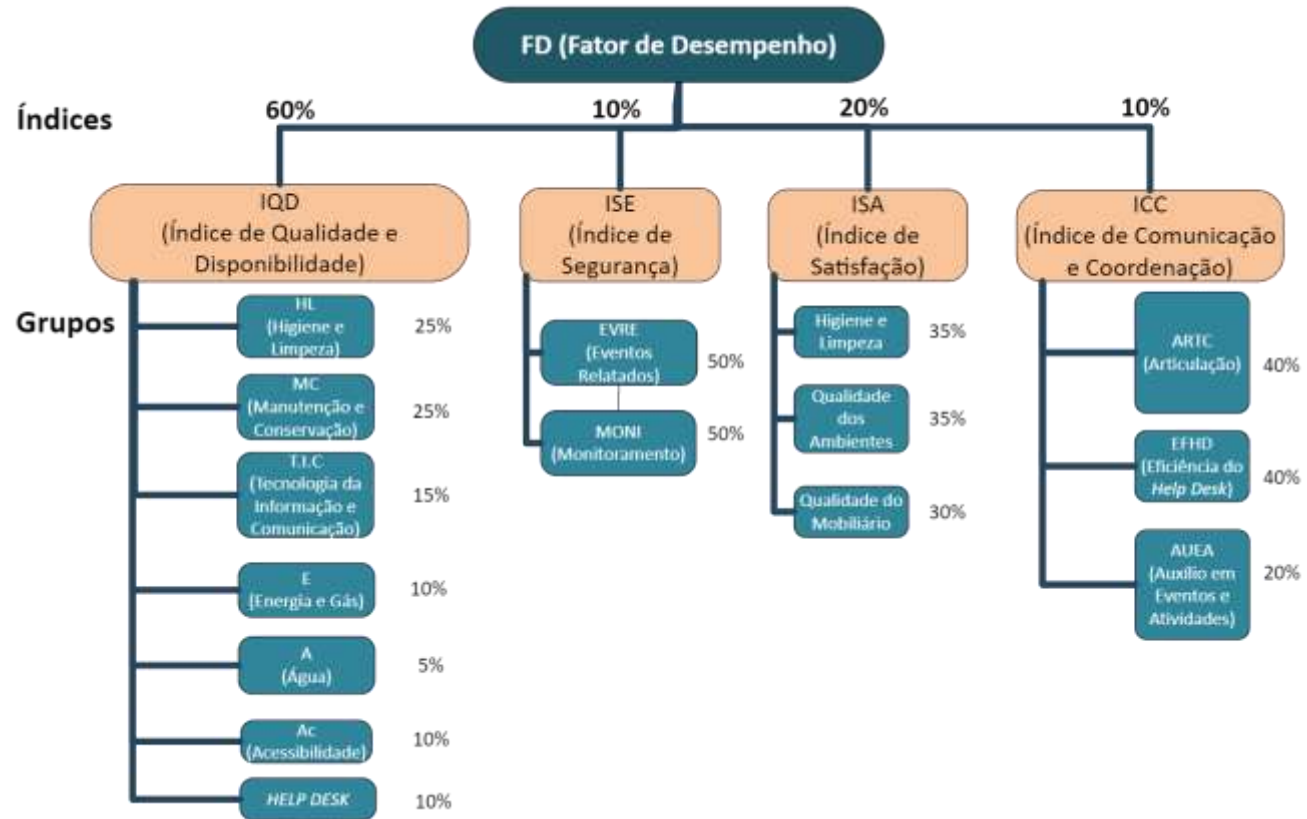 FD (Fator de Desempenho)
Índices
60%
10%
20%
10%
IQD
(Índice de Qualidade e
Disponibilidade)
ISE
(Índice de
Segurança)
ISA
(Índice de
Satisfação)
ICC
(Índice de Comunicação
e Coordenação)
Grupos
HL
(Higiene e
Limpeza)
25%
MC
(Manutenção e
Conservação)
25%
T.I.C
(Tecnologia da
Informação e
Comunicação)
15%
E
(Energia e Gás)
10%
A
(Água)
5%
Ac
(Acessibilidade)
10%
HELP DESK
10%
EVRE
(Eventos
Relatados)
50%
MONI
(Monitoramento)
50%
Higiene e
Limpeza
35%
Qualidade
dos
Ambientes
35%
Qualidade do
Mobiliário
30%
ARTC
(Articulação)
40%
EFHD
(Eficiência do
Help Desk)
40%
AUEA
(Auxílio em
Eventos e
Atividades)
20%